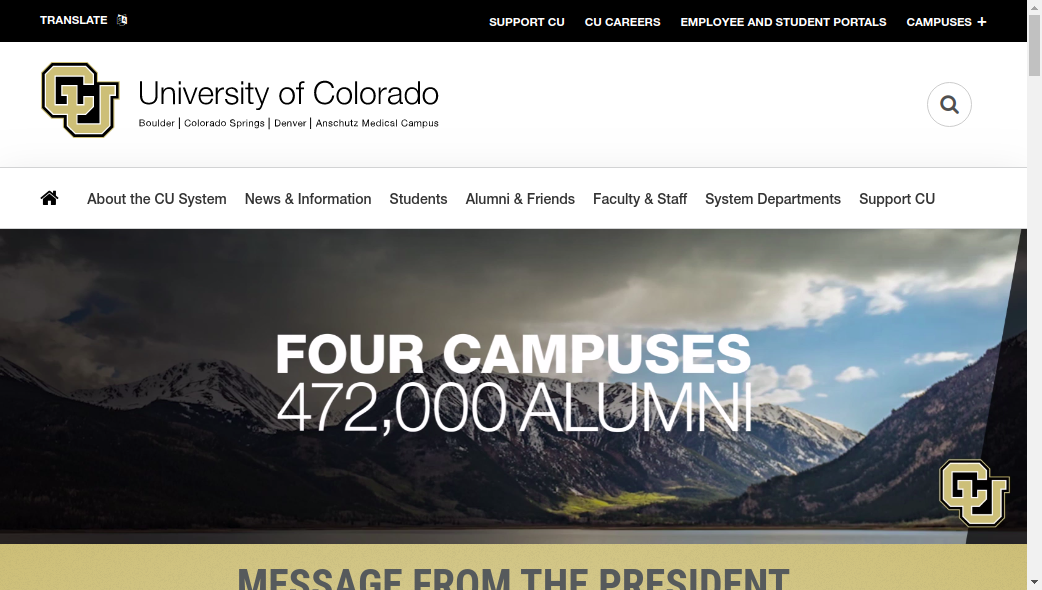 TRANSLATE
SUPPORT CU CU CAREERS EMPLOYEE AND STUDENT PORTALS CAMPUSES +
CU
University of Colorado
Boulder | Colorado Springs | Denver | Anschutz Medical Campus
About the CU System News & Information Students Alumni & Friends Faculty & Staff System Departments Support CU
FOUR CAMPUSES
472,000 ALUMNI
CU
MESSAGE FROM THE PRESIDENT